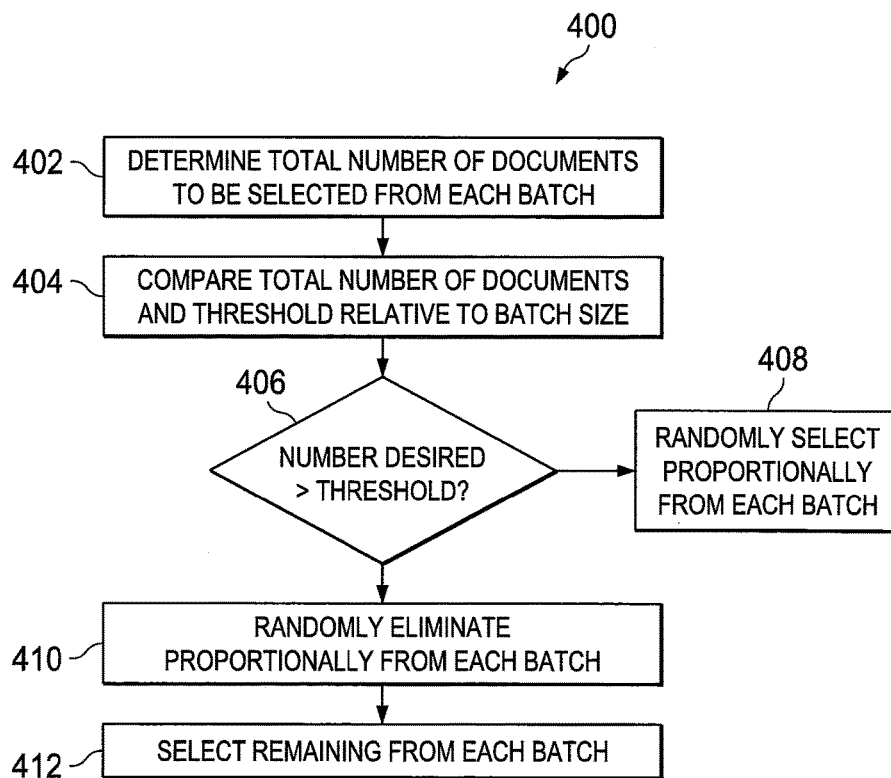 400
402
DETERMINE TOTAL NUMBER OF DOCUMENTS
TO BE SELECTED FROM EACH BATCH
404
COMPARE TOTAL NUMBER OF DOCUMENTS
AND THRESHOLD RELATIVE TO BATCH SIZE
406
NUMBER DESIRED
> THRESHOLD?
408
RANDOMLY SELECT
PROPORTIONALLY
FROM EACH BATCH
410
RANDOMLY ELIMINATE
PROPORTIONALLY FROM EACH BATCH
412
SELECT REMAINING FROM EACH BATCH